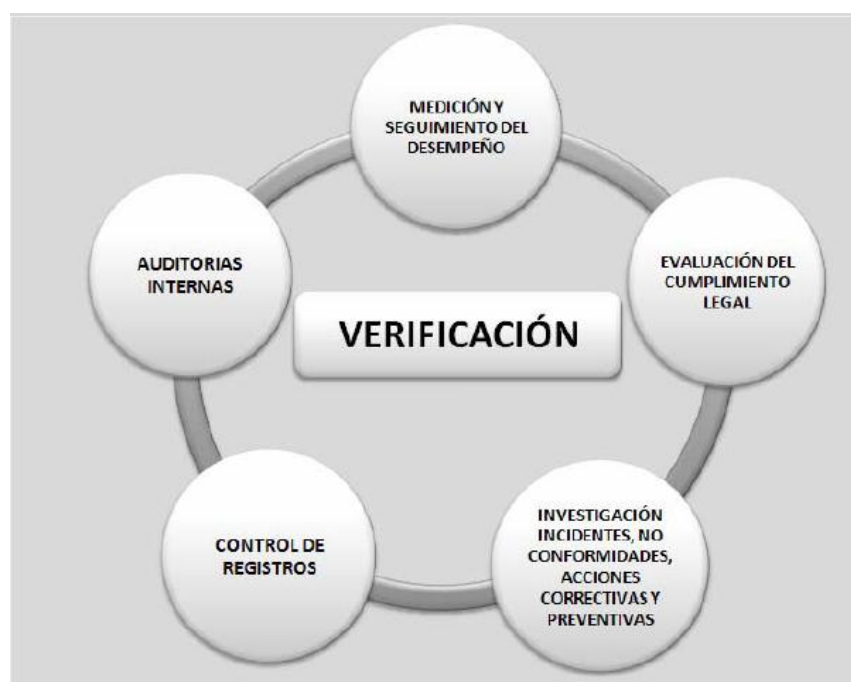 MEDICIÓN Y
SEGUIMIENTO DEL
DESEMPEÑO
EVALUACIÓN DEL
CUMPLIMIENTO
LEGAL
INVESTIGACIÓN
INCIDENTES, NO
CONFORMIDADES,
ACCIONES
CORRECTIVAS Y
PREVENTIVAS
CONTROL DE
REGISTROS
AUDITORIAS
INTERNAS
VERIFICACIÓN